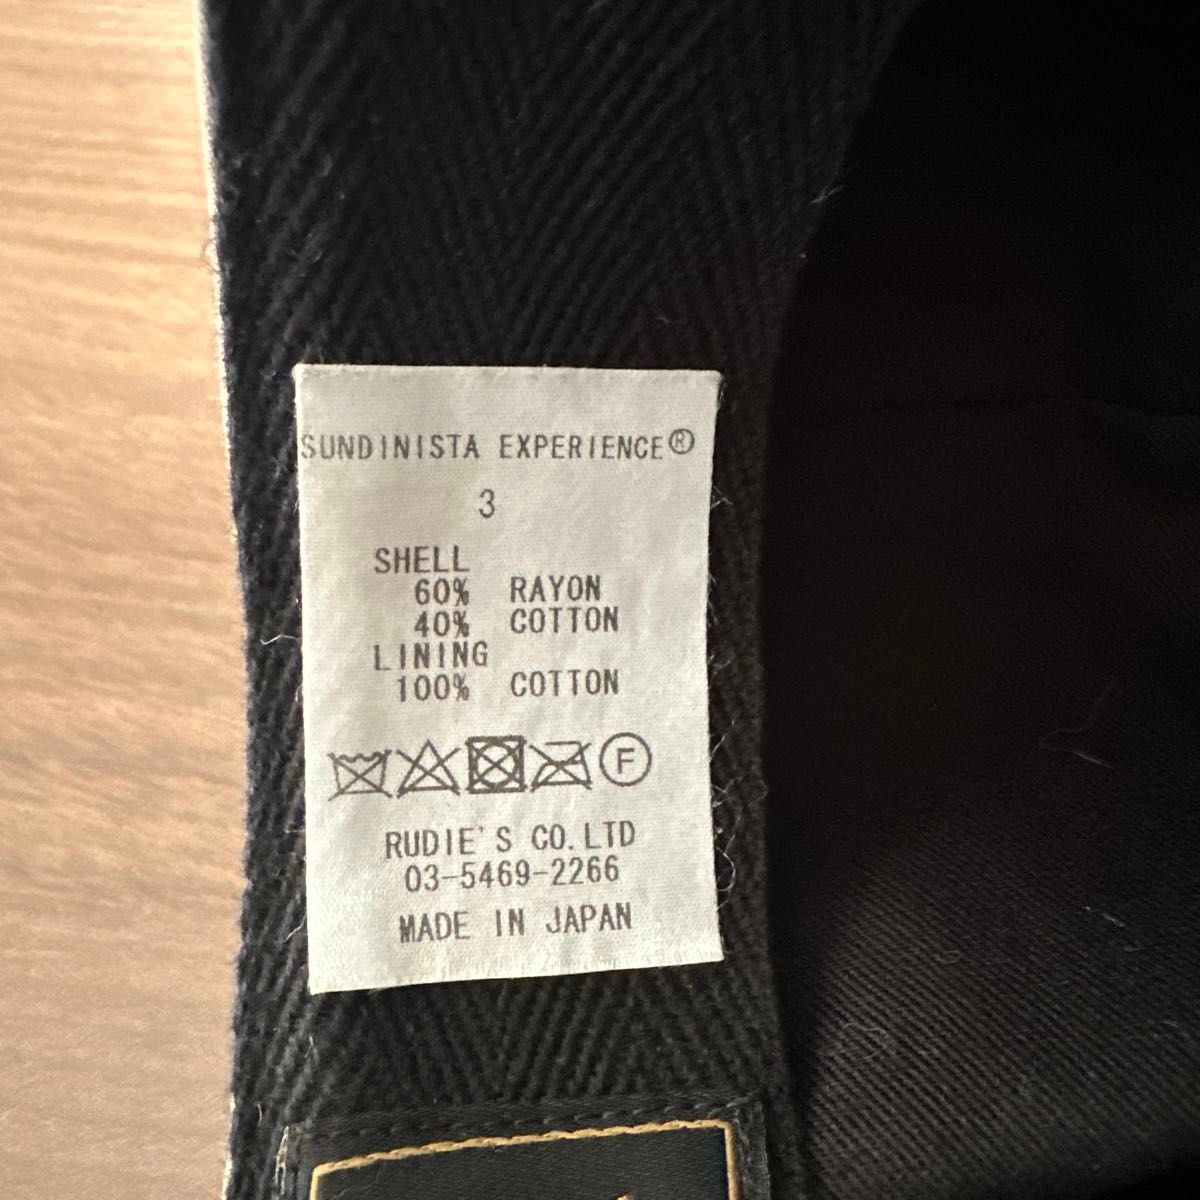 SUNDINISTA EXPERIENCE®
3
SHELL
60% RAYON
40% COTTON
LINING
100% COTTON
F
RUDIE'S CO.LTD
03-5469-2266
MADE IN JAPAN